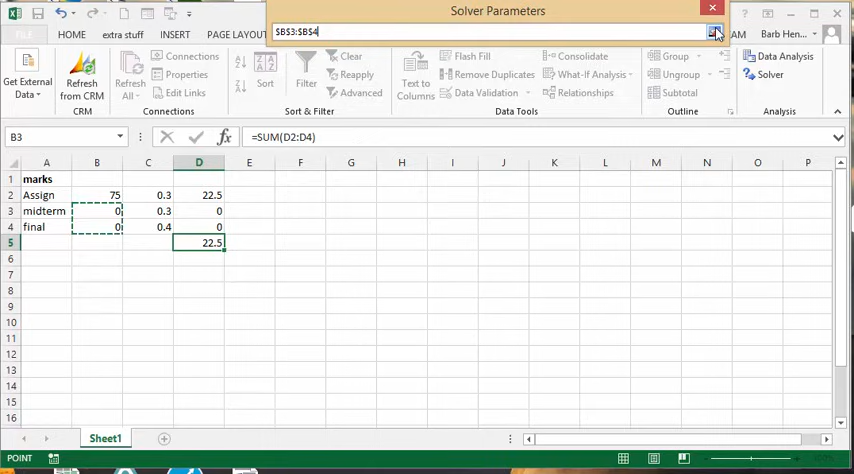 Solver Parameters
$B$3:$B$4
FILE HOME extra stuff INSERT PAGE LAYOUT AM Barb Hen...
Get External Data
Refresh from CRM
Refresh All
Connections
Properties
Edit Links
Sort
Filter
Clear
Reapply
Advanced
Text to Columns
Flash Fill
Remove Duplicates
Data Validation
Consolidate
What-If Analysis
Relationships
Group
Ungroup
Subtotal
Data Analysis
Solver
CRM Connections Sort & Filter Data Tools Outline Analysis
B3 fx =SUM(D2:D4)
A B C D E F G H I J K L M N O P
1 marks
2 Assign 75 0.3 22.5
3 midterm 0 0.3 0
4 final 0 0.4 0
5 22.5
6
7
8
9
10
11
12
13
14
15
16
Sheet1
POINT